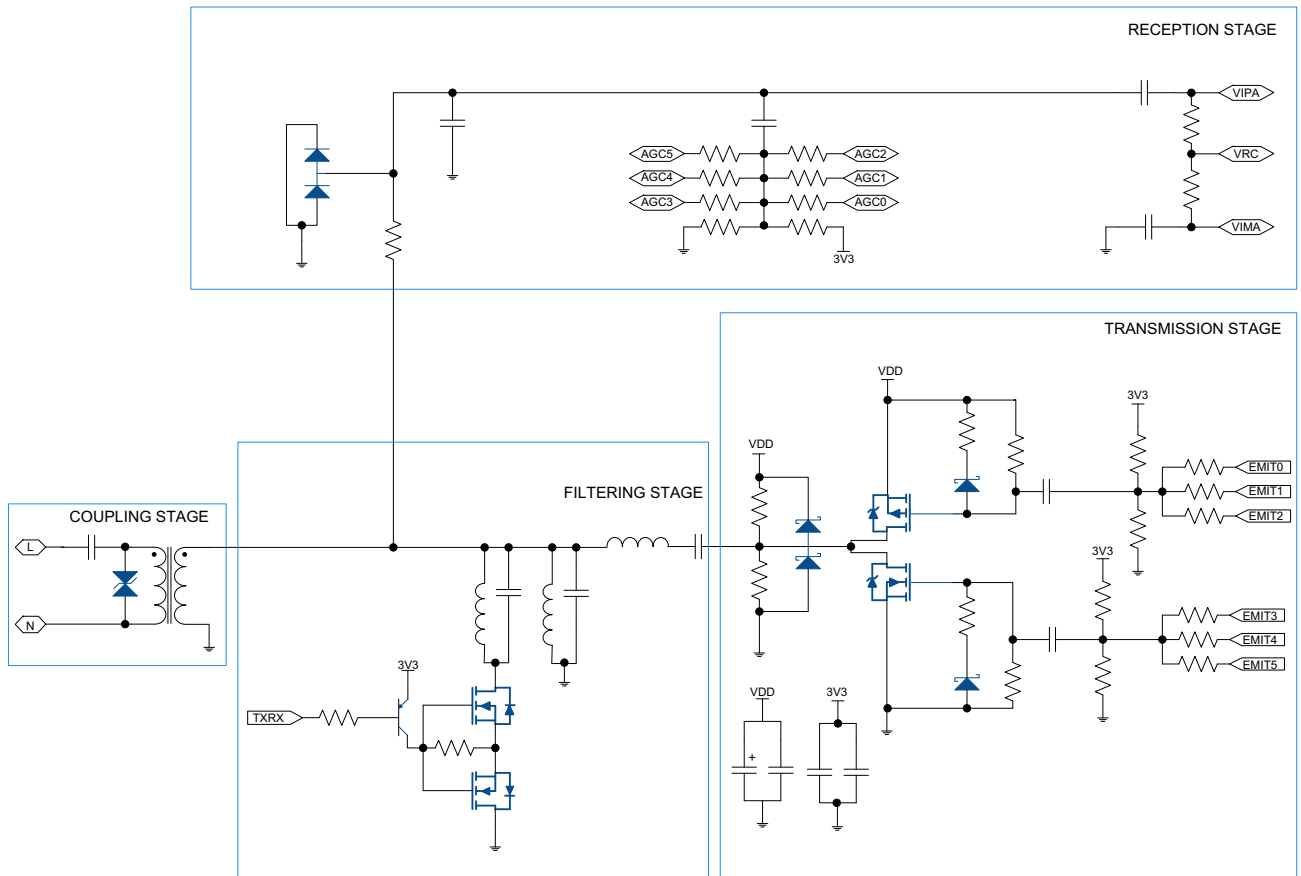 RECEPTION STAGE
VIPA
AGC5
AGC2
VRC
AGC4
AGC1
AGC3
AGC0
VIMA
3V3
TRANSMISSION STAGE
VDD
3V3
VDD
EMIT0
FILTERING STAGE
EMIT1
COUPLING STAGE
EMIT2
L
3V3
N
EMIT3
EMIT4
3V3
EMIT5
VDD
3V3
TXRX
+